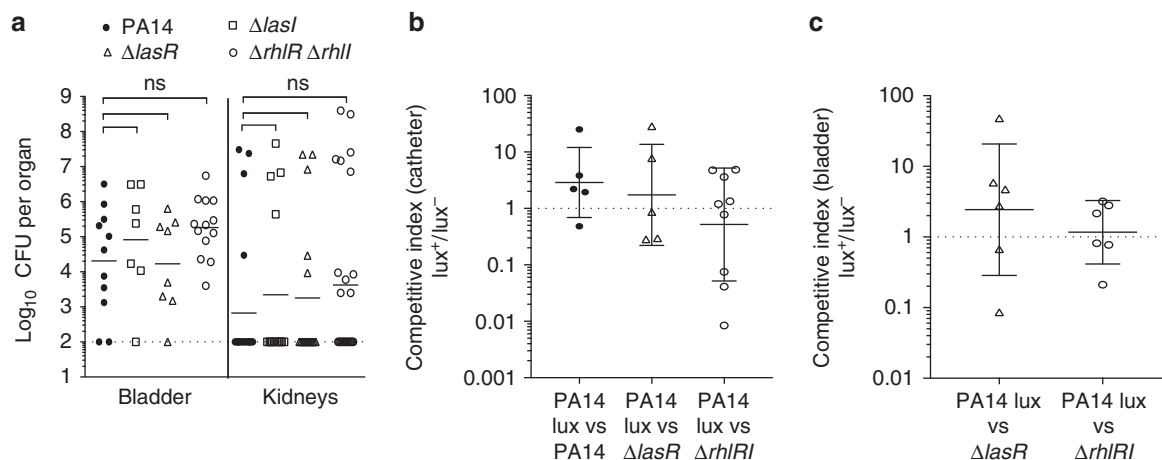 a
PA14
ΔlasI
ΔlasR
ΔrhlR ΔrhlI
ns
ns
Log₁₀ CFU per organ
9
8
7
6
5
4
3
2
1
Bladder
Kidneys
b
Competitive index (catheter)
lux⁺/lux⁻
100
10
1
0.1
0.01
0.001
PA14
lux vs
PA14
PA14
lux vs
ΔlasR
PA14
lux vs
ΔrhlRI
c
Competitive index (bladder)
lux⁺/lux⁻
100
10
1
0.1
0.01
PA14 lux
vs
ΔlasR
PA14 lux
vs
ΔrhlRI